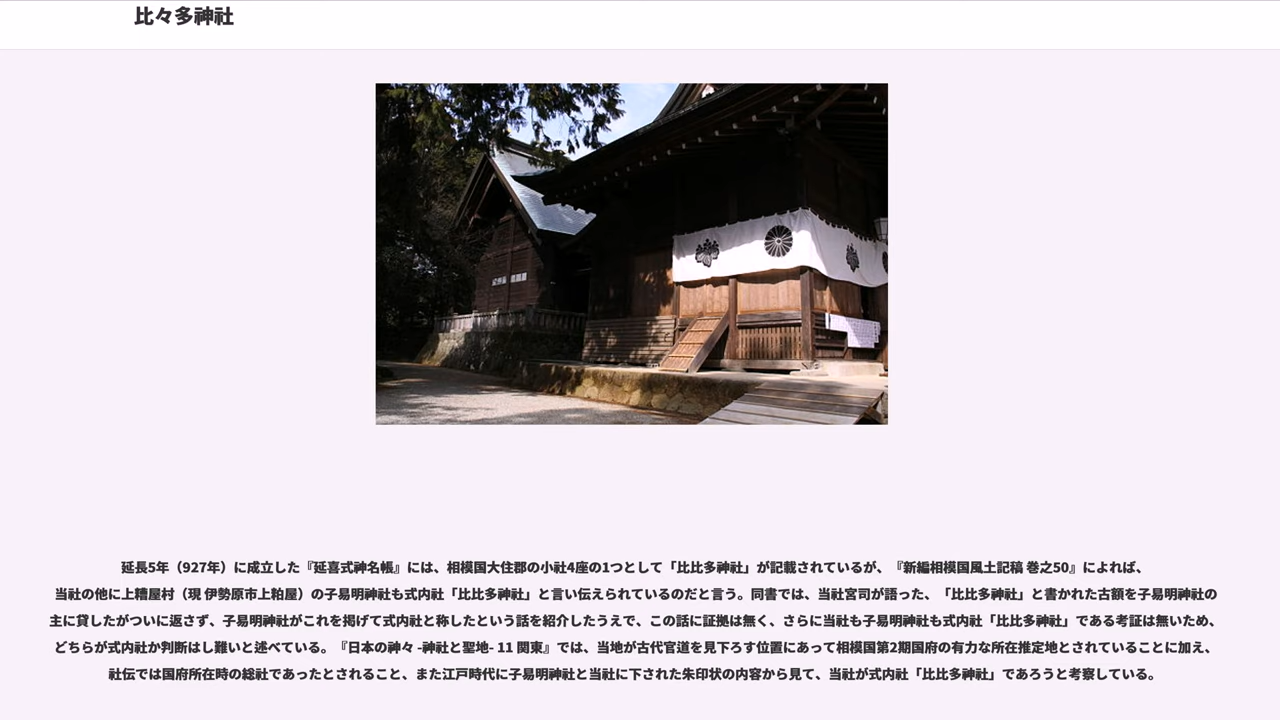 比々多神社
延長5年（927年）に成立した『延喜式神名帳』には、相模国大住郡の小社4座の1つとして「比比多神社」が記載されているが、『新編相模国風土記稿 巻之50』によれば、
当社の他に上糟屋村（現 伊勢原市上粕屋）の子易明神社も式内社「比比多神社」と言い伝えられているのだと言う。同書では、当社宮司が語った、「比比多神社」と書かれた古額を子易明神社の
主に貸したがついに返さず、子易明神社がこれを掲げて式内社と称したという話を紹介したうえで、この話に証拠は無く、さらに当社も子易明神社も式内社「比比多神社」である考証は無いため、
どちらが式内社か判断はし難いと述べている。『日本の神々 -神社と聖地- 11 関東』では、当地が古代官道を見下ろす位置にあって相模国第2期国府の有力な所在推定地とされていることに加え、
社伝では国府所在時の総社であったとされること、また江戸時代に子易明神社と当社に下された朱印状の内容から見て、当社が式内社「比比多神社」であろうと考察している。